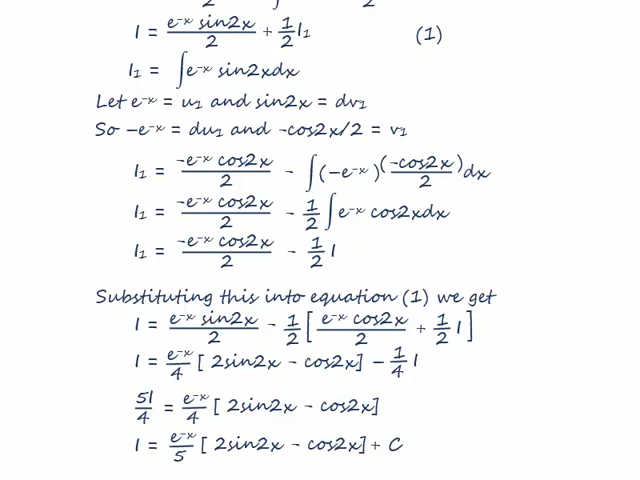 I = e⁻ˣ sin2x/2 + 1/2 I₁ (1)
I₁ = ∫e⁻ˣ sin2xdx
Let e⁻ˣ = u₁ and sin2x = dv₁
So -e⁻ˣ = du₁ and -cos2x/2 = v₁
I₁ = -e⁻ˣ cos2x/2 - ∫(-e⁻ˣ)(-cos2x/2)dx
I₁ = -e⁻ˣ cos2x/2 - 1/2 ∫e⁻ˣ cos2xdx
I₁ = -e⁻ˣ cos2x/2 - 1/2 I
Substituting this into equation (1) we get
I = e⁻ˣ sin2x/2 - 1/2 [e⁻ˣ cos2x/2 + 1/2 I]
I = e⁻ˣ/4 [2sin2x - cos2x] - 1/4 I
5I/4 = e⁻ˣ/4 [2sin2x - cos2x]
I = e⁻ˣ/5 [2sin2x - cos2x] + C